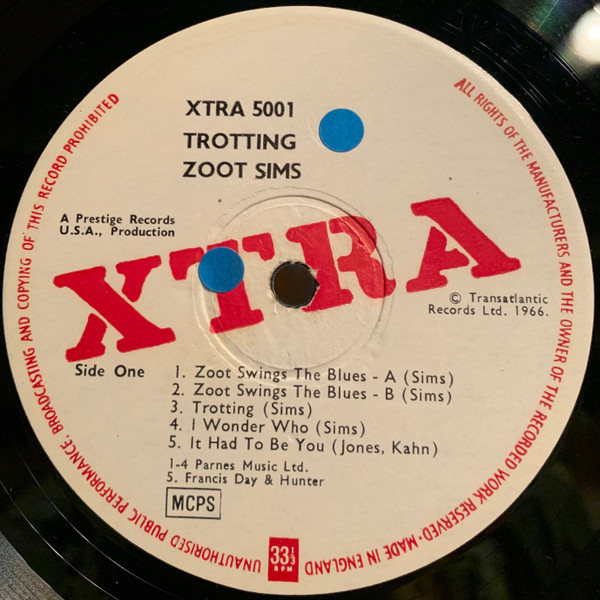 XTRA 5001
TROTTING
ZOOT SIMS
A Prestige Records
U.S.A., Production
XTRA
© Transatlantic
Records Ltd. 1966.
Side One
1. Zoot Swings The Blues - A (Sims)
2. Zoot Swings The Blues - B (Sims)
3. Trotting (Sims)
4. I Wonder Who (Sims)
5. It Had To Be You (Jones, Kahn)
1-4 Parnes Music Ltd.
5. Francis Day & Hunter
MCPS
33⅓
RPM
ALL RIGHTS OF THE MANUFACTURERS AND THE OWNER OF THE RECORDED WORK RESERVED · MADE IN ENGLAND
UNAUTHORISED PUBLIC PERFORMANCE, BROADCASTING AND COPYING OF THIS RECORD PROHIBITED